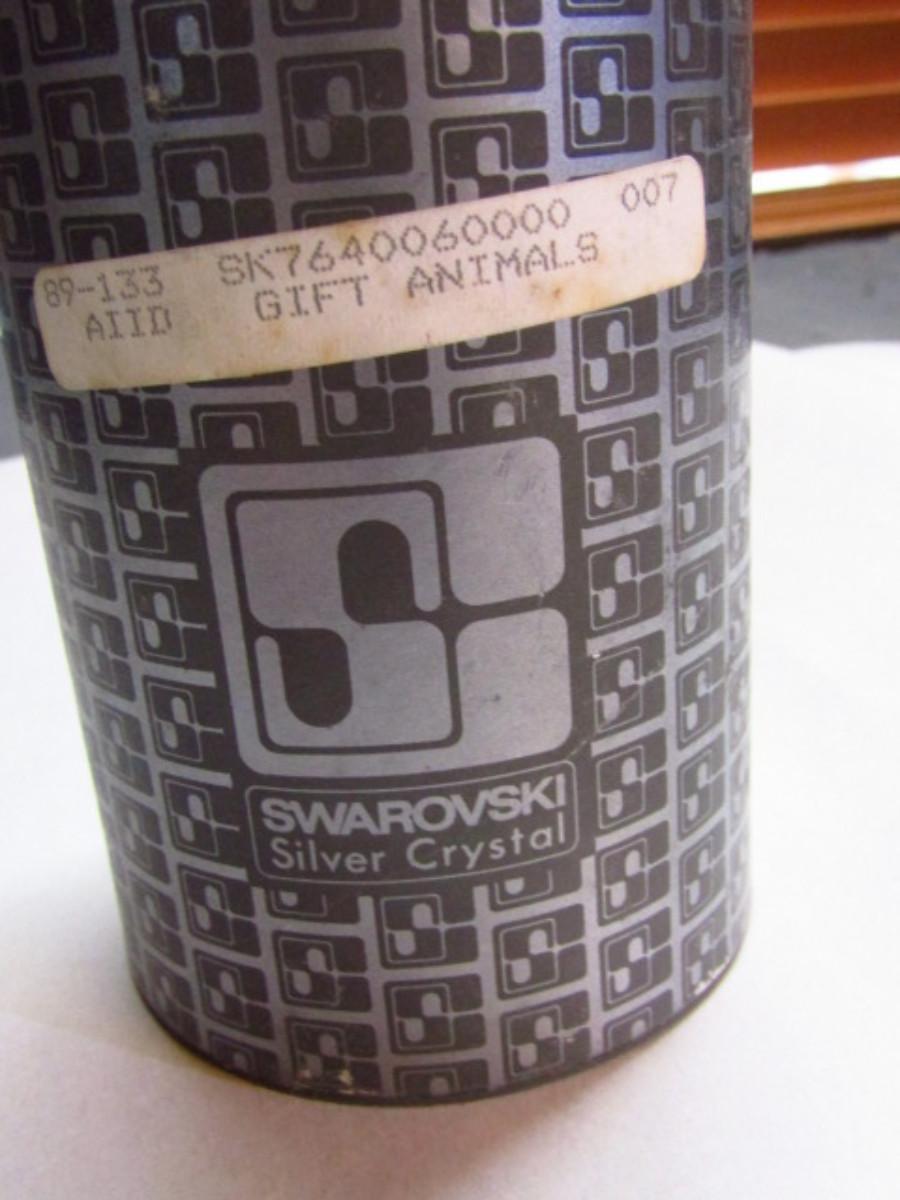 89-133 SK7640060000 007
AIID GIFT ANIMALS
SWAROVSKI
Silver Crystal